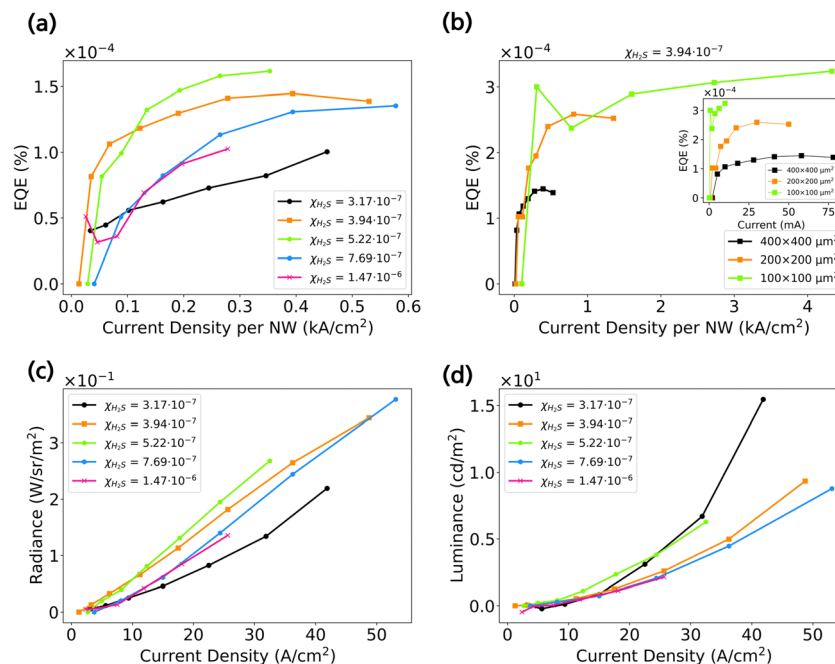 (a)
×10⁻⁴
1.5
1.0
0.5
0.0
EQE (%)
0.0 0.1 0.2 0.3 0.4 0.5 0.6
Current Density per NW (kA/cm²)
χH₂S = 3.17·10⁻⁷
χH₂S = 3.94·10⁻⁷
χH₂S = 5.22·10⁻⁷
χH₂S = 7.69·10⁻⁷
χH₂S = 1.47·10⁻⁶
(b)
×10⁻⁴
χH₂S = 3.94·10⁻⁷
3
2
1
0
EQE (%)
0 1 2 3 4
Current Density per NW (kA/cm²)
×10⁻⁴
3
2
1
0
EQE (%)
0 25 50 75
Current (mA)
400×400 μm²
200×200 μm²
100×100 μm²
400×400 μm²
200×200 μm²
100×100 μm²
(c)
×10⁻¹
3
2
1
0
Radiance (W/sr/m²)
0 10 20 30 40 50
Current Density (A/cm²)
χH₂S = 3.17·10⁻⁷
χH₂S = 3.94·10⁻⁷
χH₂S = 5.22·10⁻⁷
χH₂S = 7.69·10⁻⁷
χH₂S = 1.47·10⁻⁶
(d)
×10¹
1.5
1.0
0.5
0.0
Luminance (cd/m²)
0 10 20 30 40 50
Current Density (A/cm²)
χH₂S = 3.17·10⁻⁷
χH₂S = 3.94·10⁻⁷
χH₂S = 5.22·10⁻⁷
χH₂S = 7.69·10⁻⁷
χH₂S = 1.47·10⁻⁶